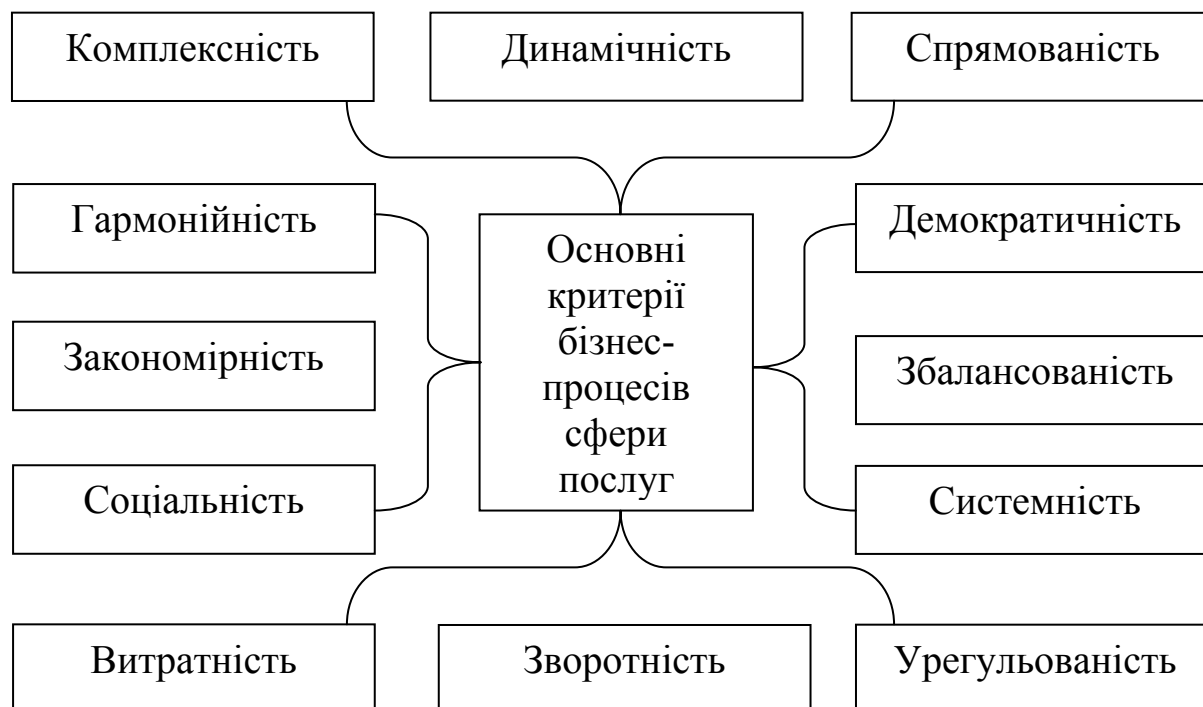 Комплексність
Динамічність
Спрямованість
Гармонійність
Демократичність
Основні
критерії
бізнес-
процесів
сфери
послуг
Закономірність
Збалансованість
Соціальність
Системність
Витратність
Зворотність
Урегульованість